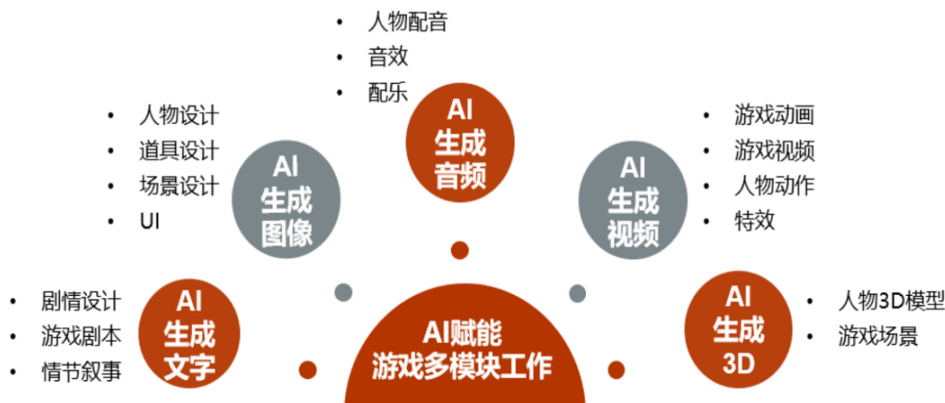 • 人物配音
• 音效
• 配乐
AI
生成
音频
• 人物设计
• 道具设计
• 场景设计
• UI
AI
生成
图像
• 游戏动画
• 游戏视频
• 人物动作
• 特效
AI
生成
视频
• 剧情设计
• 游戏剧本
• 情节叙事
AI
生成
文字
AI赋能
游戏多模块工作
AI
生成
3D
• 人物3D模型
• 游戏场景